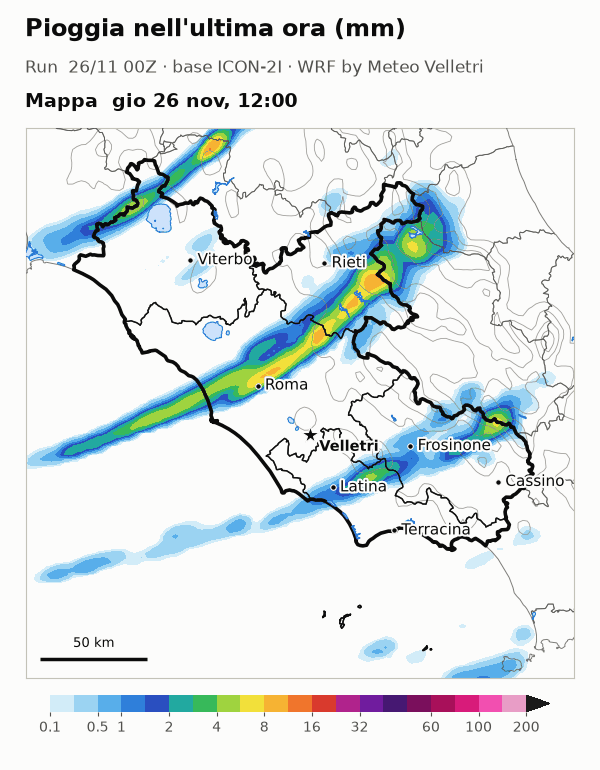 Pioggia nell'ultima ora (mm)
Run  26/11 00Z · base ICON-2I · WRF by Meteo Velletri
Mappa  gio 26 nov, 12:00
Viterbo
Rieti
Roma
Velletri
Frosinone
Latina
Cassino
Terracina
50 km
0.1 0.5 1 2 4 8 16 32 60 100 200